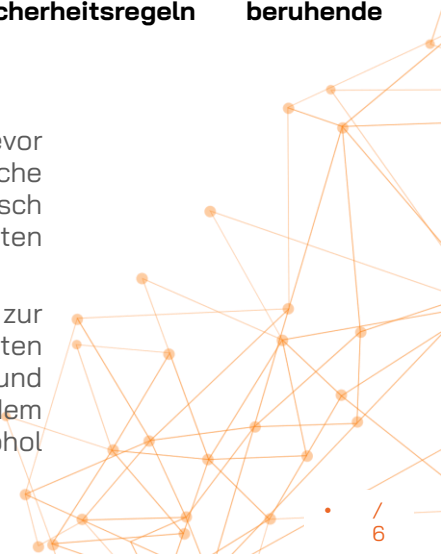 cherheitsregeln beruhende
evor
che
sch
ten
zur
ten
und
dem
ohol
• /
6